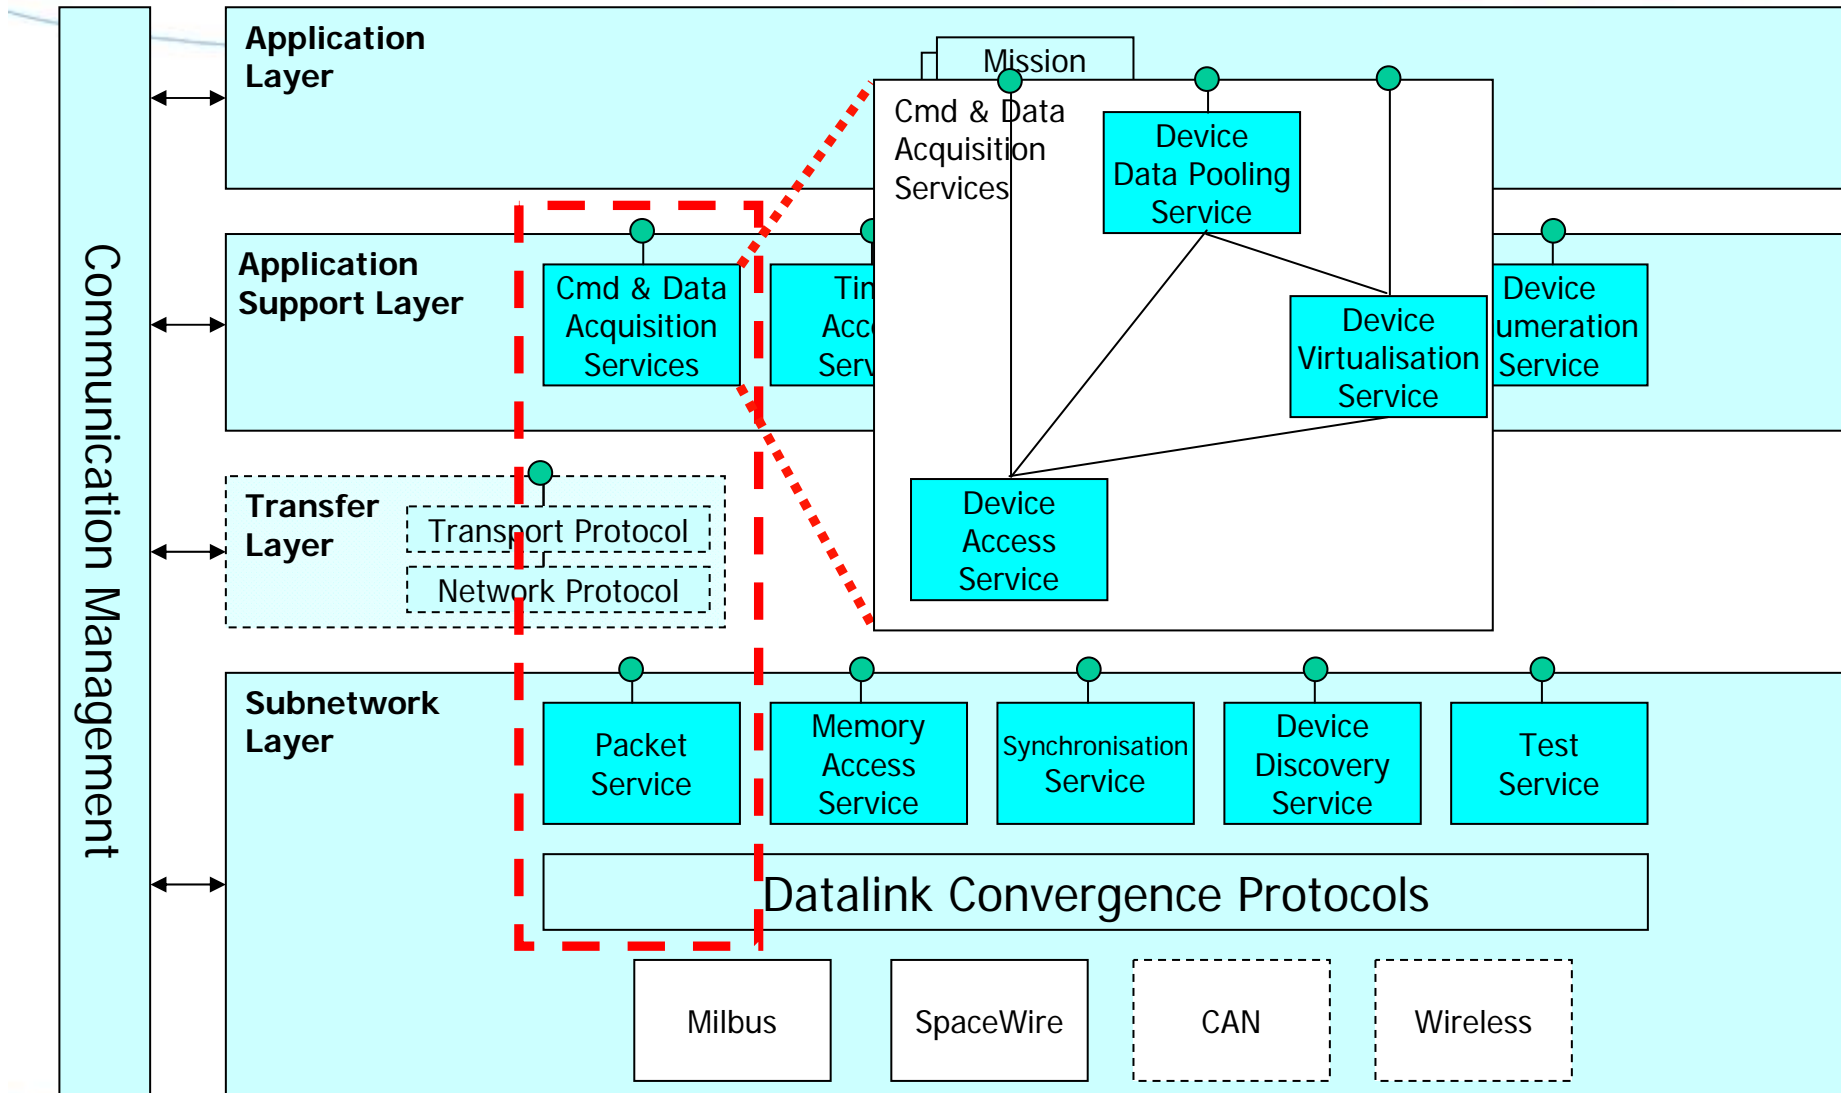 Communication Management
Application
Layer
Mission
Cmd & Data
Acquisition
Services
Device
Data Pooling
Service
Device
Virtualisation
Service
Device
Access
Service
Application
Support Layer
Cmd & Data
Acquisition
Services
Device
umeration
Service
Transfer
Layer
Transport Protocol
Network Protocol
Subnetwork
Layer
Packet
Service
Memory
Access
Service
Synchronisation
Service
Device
Discovery
Service
Test
Service
Datalink Convergence Protocols
Milbus
SpaceWire
CAN
Wireless